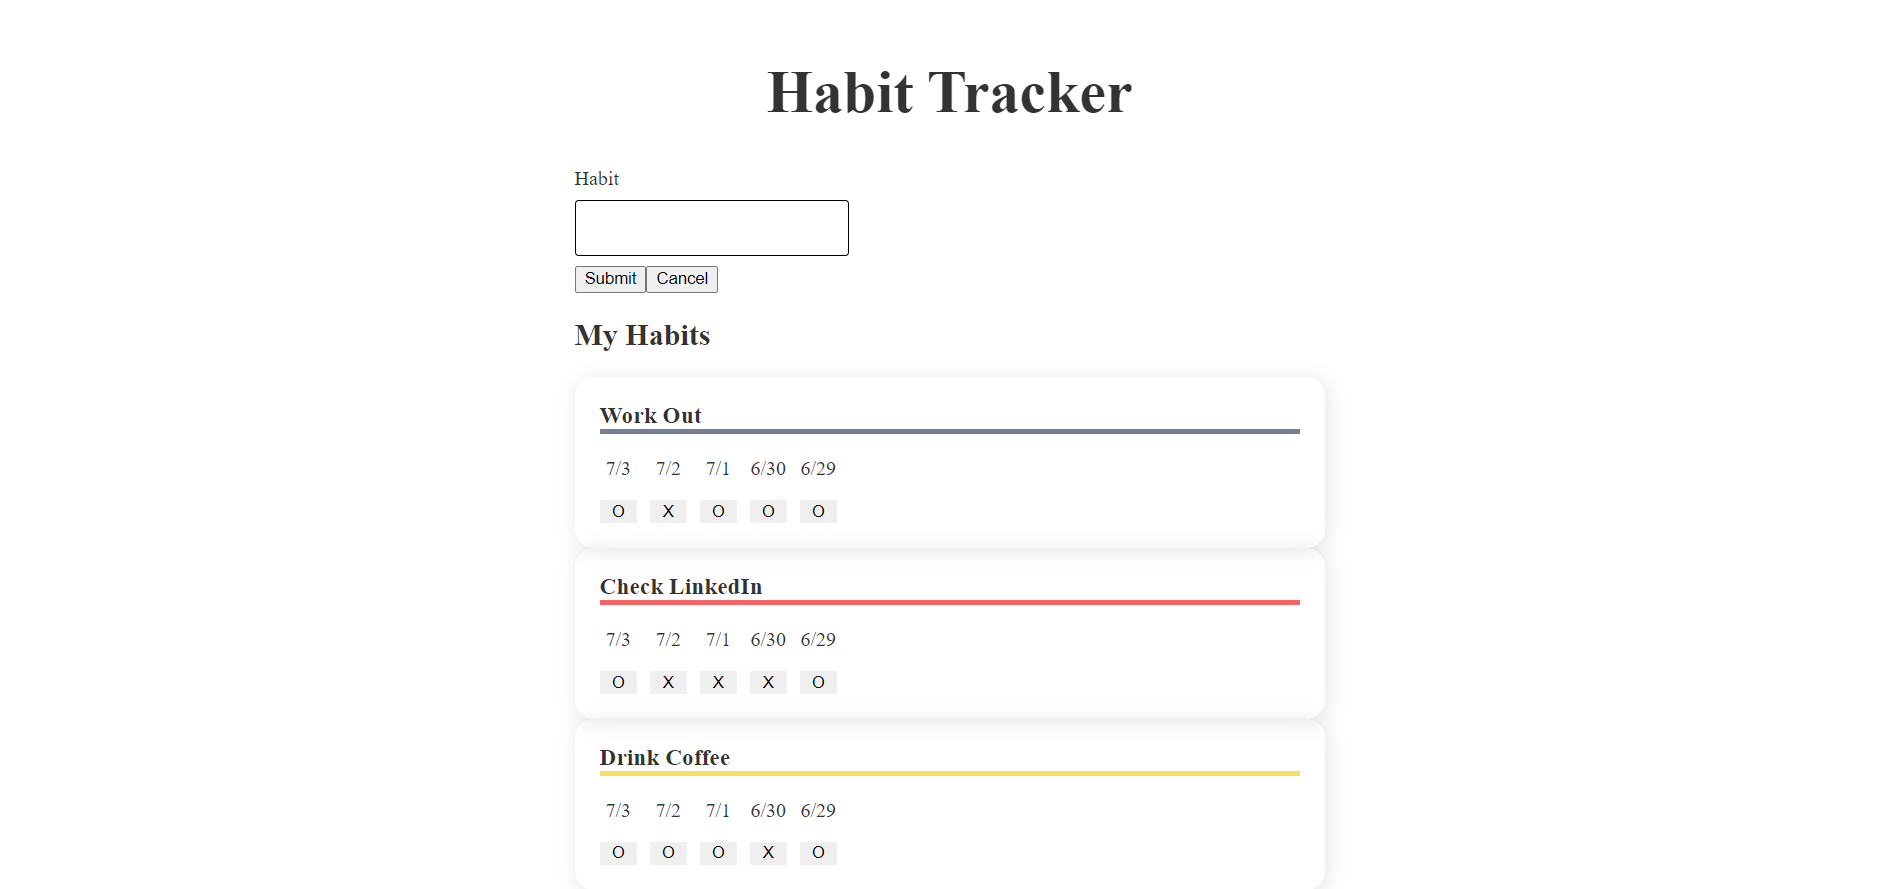 Habit Tracker
Habit
Submit Cancel
My Habits
Work Out
7/3 7/2 7/1 6/30 6/29
O X O O O
Check LinkedIn
7/3 7/2 7/1 6/30 6/29
O X X X O
Drink Coffee
7/3 7/2 7/1 6/30 6/29
O O O X O